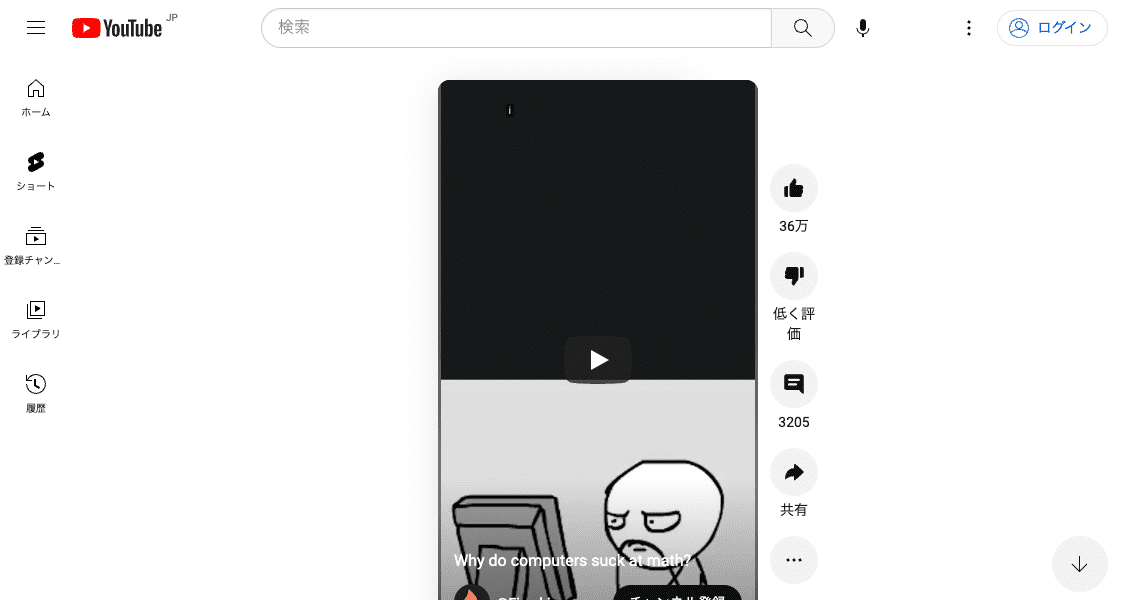 YouTube JP
検索
ログイン
ホーム
ショート
登録チャン...
ライブラリ
履歴
i
36万
低く評
価
3205
共有
Why do computers suck at math?
チャンネル登録